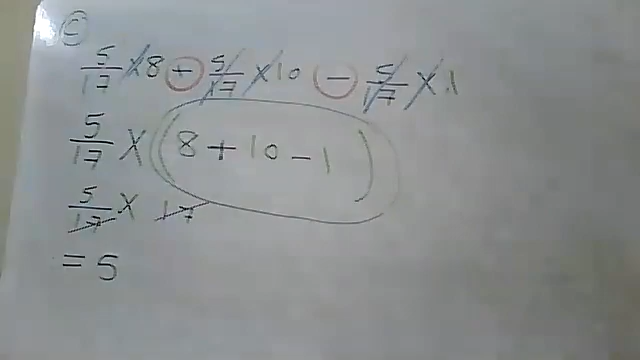 C
5/17 × 8 + 5/17 × 10 − 5/17 × 1
5/17 × (8 + 10 − 1)
5/17 × 17
= 5